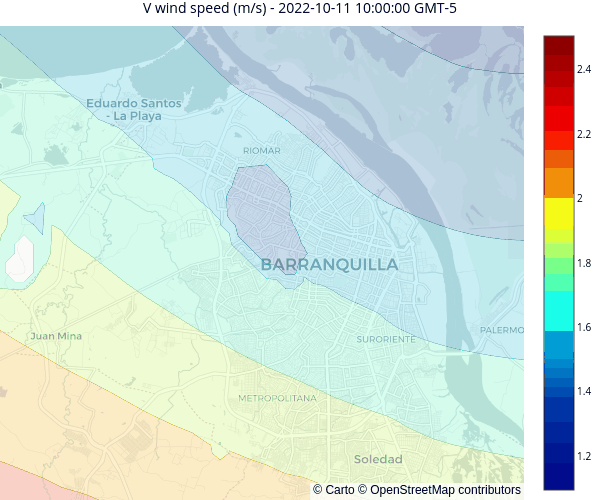 V wind speed (m/s) - 2022-10-11 10:00:00 GMT-5
Eduardo Santos
- La Playa
RIOMAR
BARRANQUILLA
PALERMO
Juan Mina
SURORIENTE
METROPOLITANA
Soledad
© Carto © OpenStreetMap contributors
2.4
2.2
2
1.8
1.6
1.4
1.2